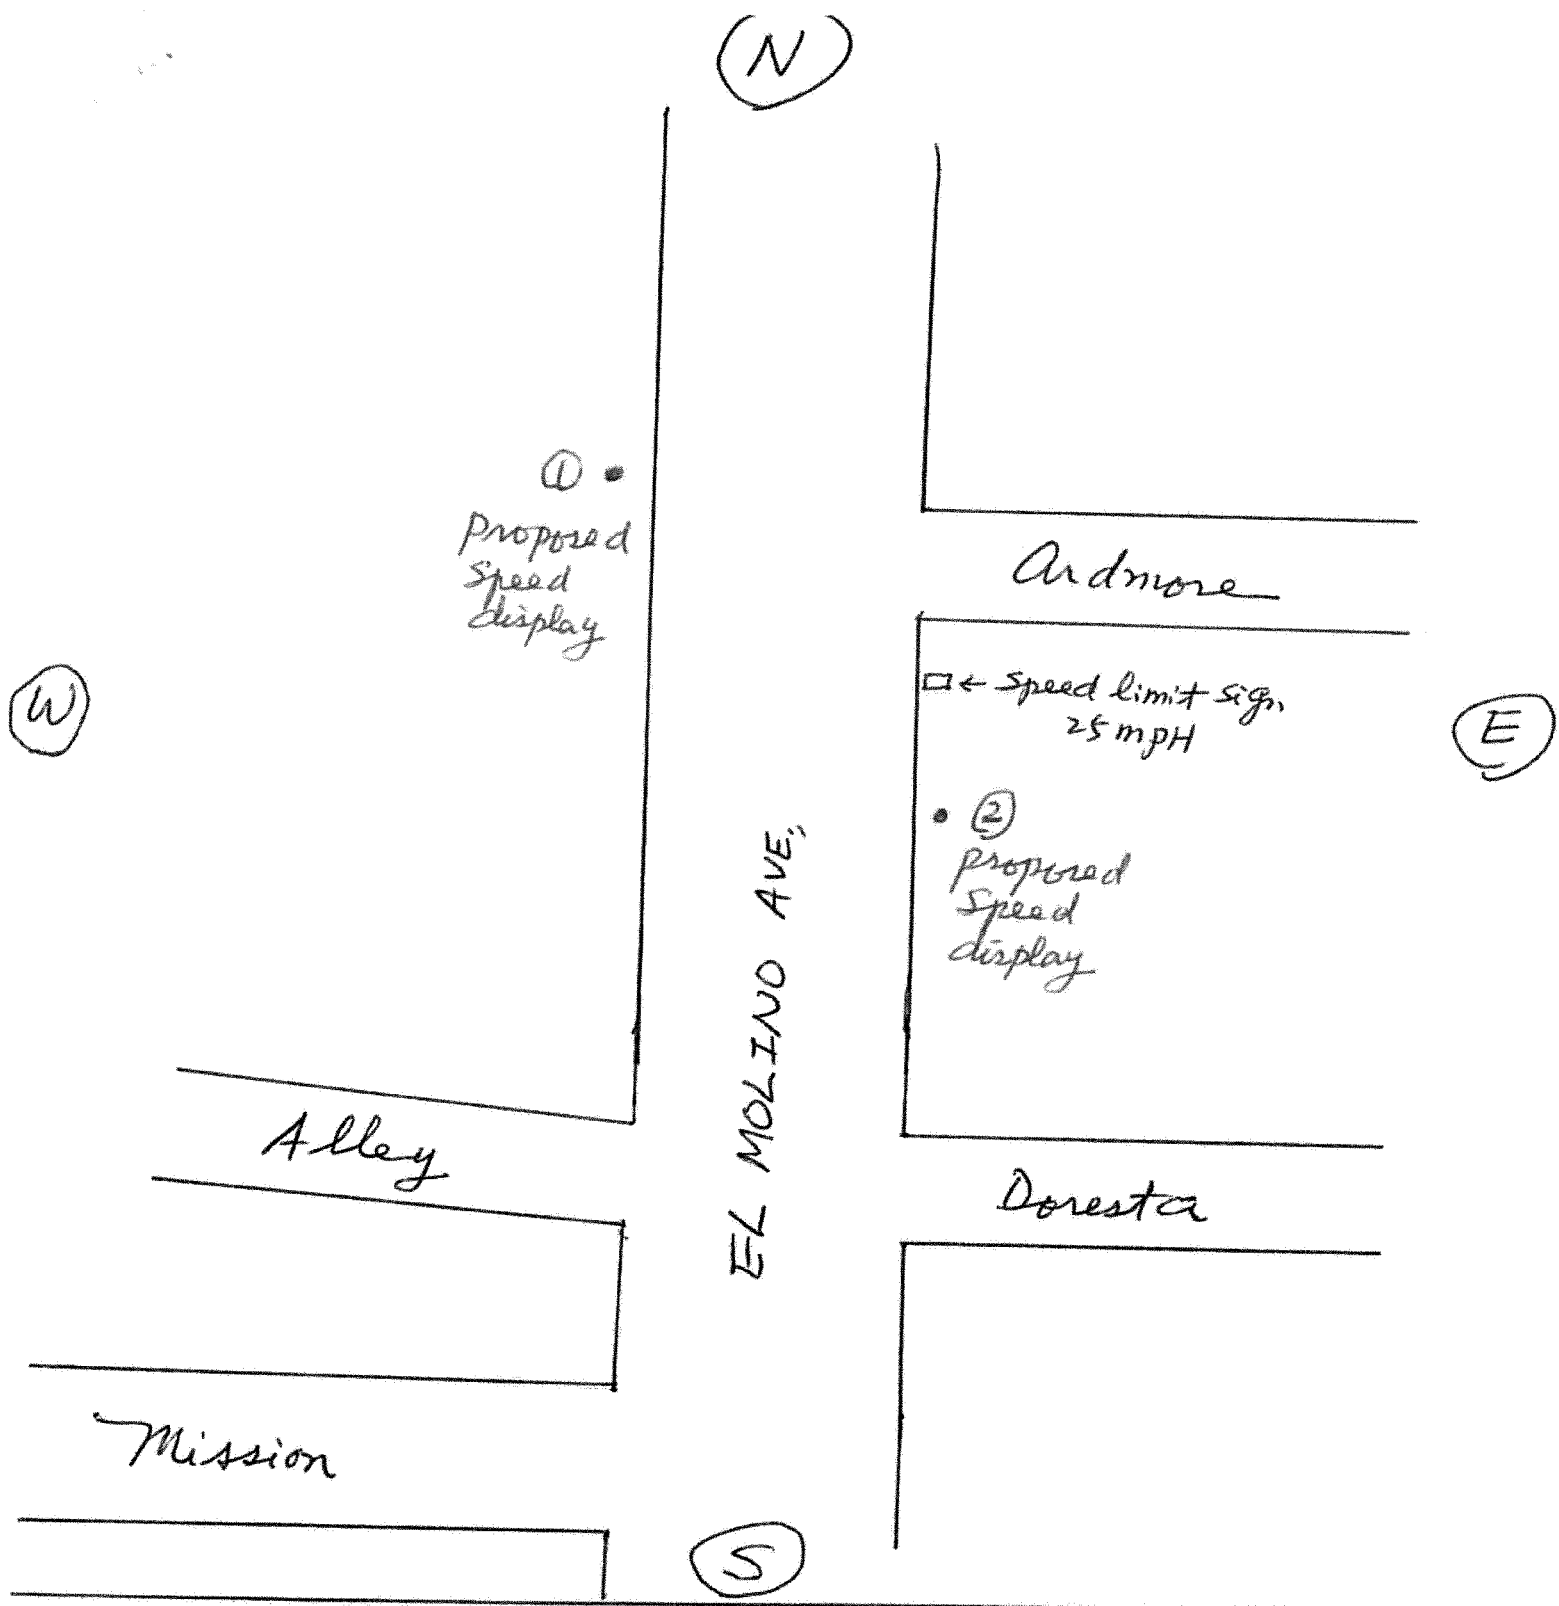 N
①
proposed
speed
display
Ardmore
← speed limit sign
25 mpH
W
E
②
proposed
speed
display
EL MOLINO AVE.
Alley
Doresta
Mission
S